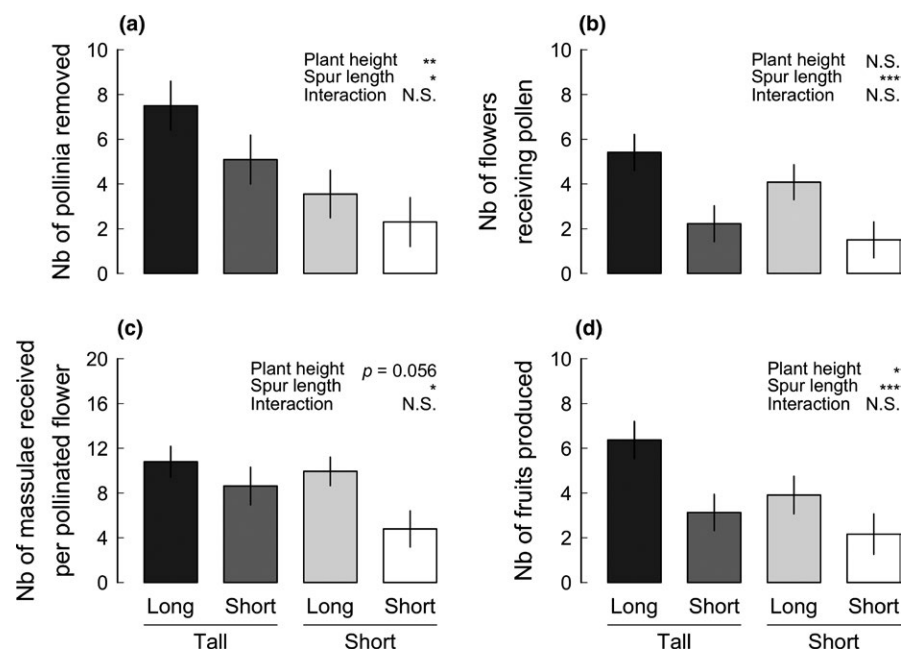 (a)
Nb of pollinia removed
10
8
6
4
2
0
Plant height **
Spur length *
Interaction N.S.
(b)
Nb of flowers
receiving pollen
10
8
6
4
2
0
Plant height N.S.
Spur length ***
Interaction N.S.
(c)
Nb of massulae received
per pollinated flower
20
16
12
8
4
0
Plant height p = 0.056
Spur length *
Interaction N.S.
Long Short Long Short
Tall Short
(d)
Nb of fruits produced
10
8
6
4
2
0
Plant height *
Spur length ***
Interaction N.S.
Long Short Long Short
Tall Short